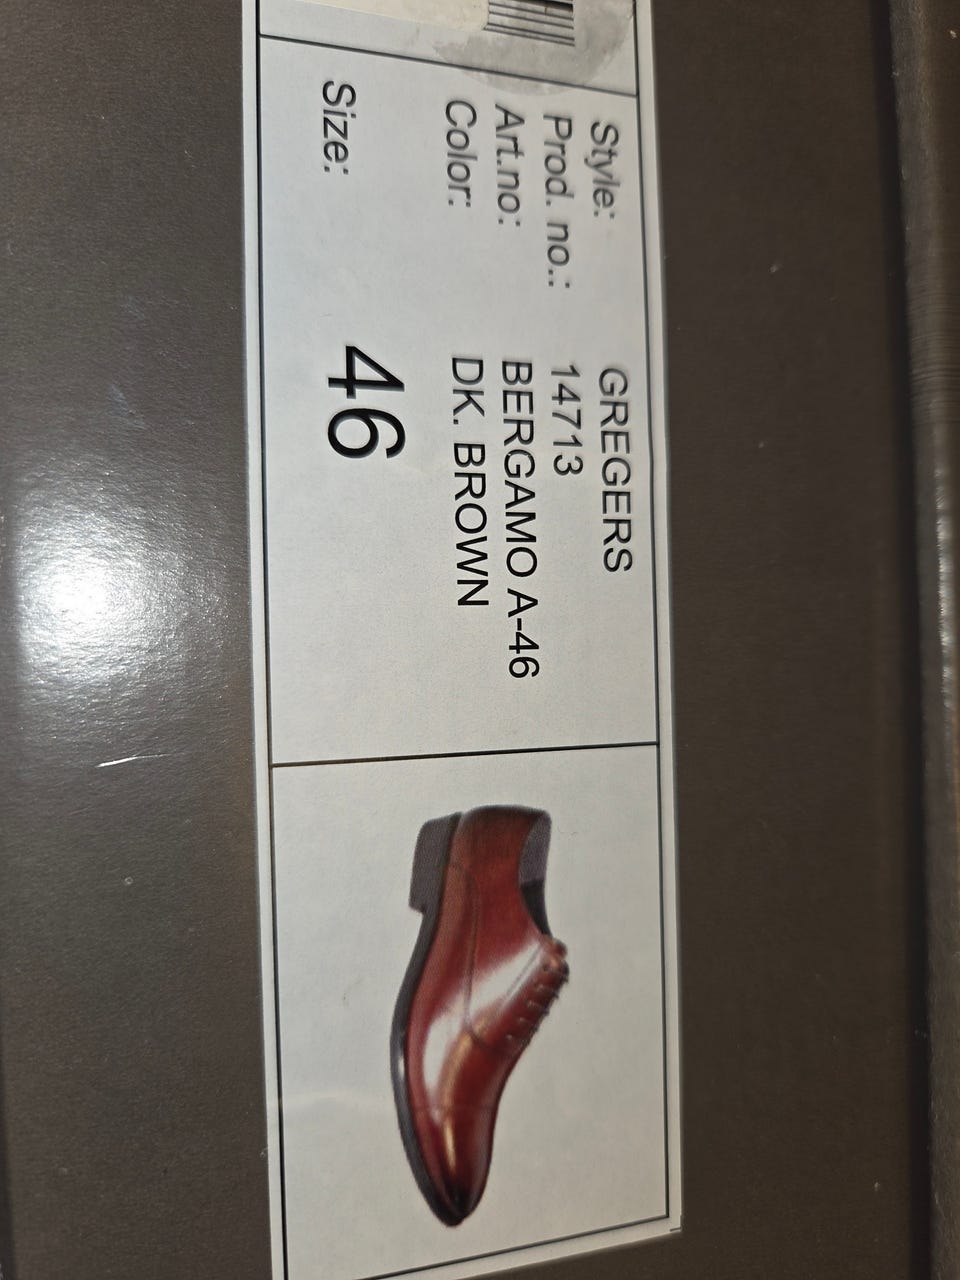 Style: GREGERS
Prod. no.: 14713
Art.no: BERGAMO A-46
Color: DK. BROWN
Size: 46